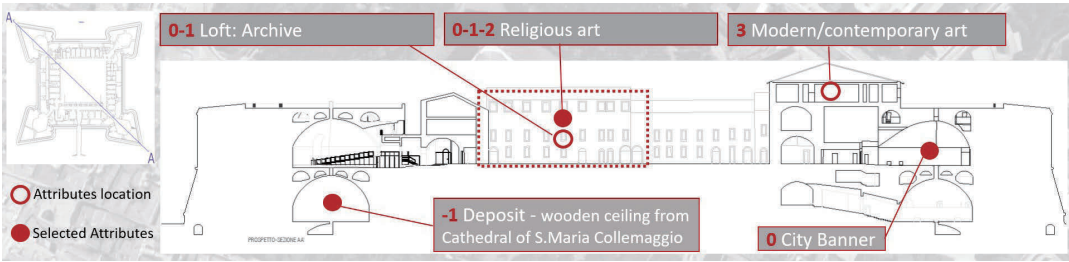 A
0-1 Loft: Archive
0-1-2 Religious art
3 Modern/contemporary art
A
Attributes location
Selected Attributes
-1 Deposit - wooden ceiling from
Cathedral of S.Maria Collemaggio
0 City Banner
PROSPETTO-SEZIONE AA'